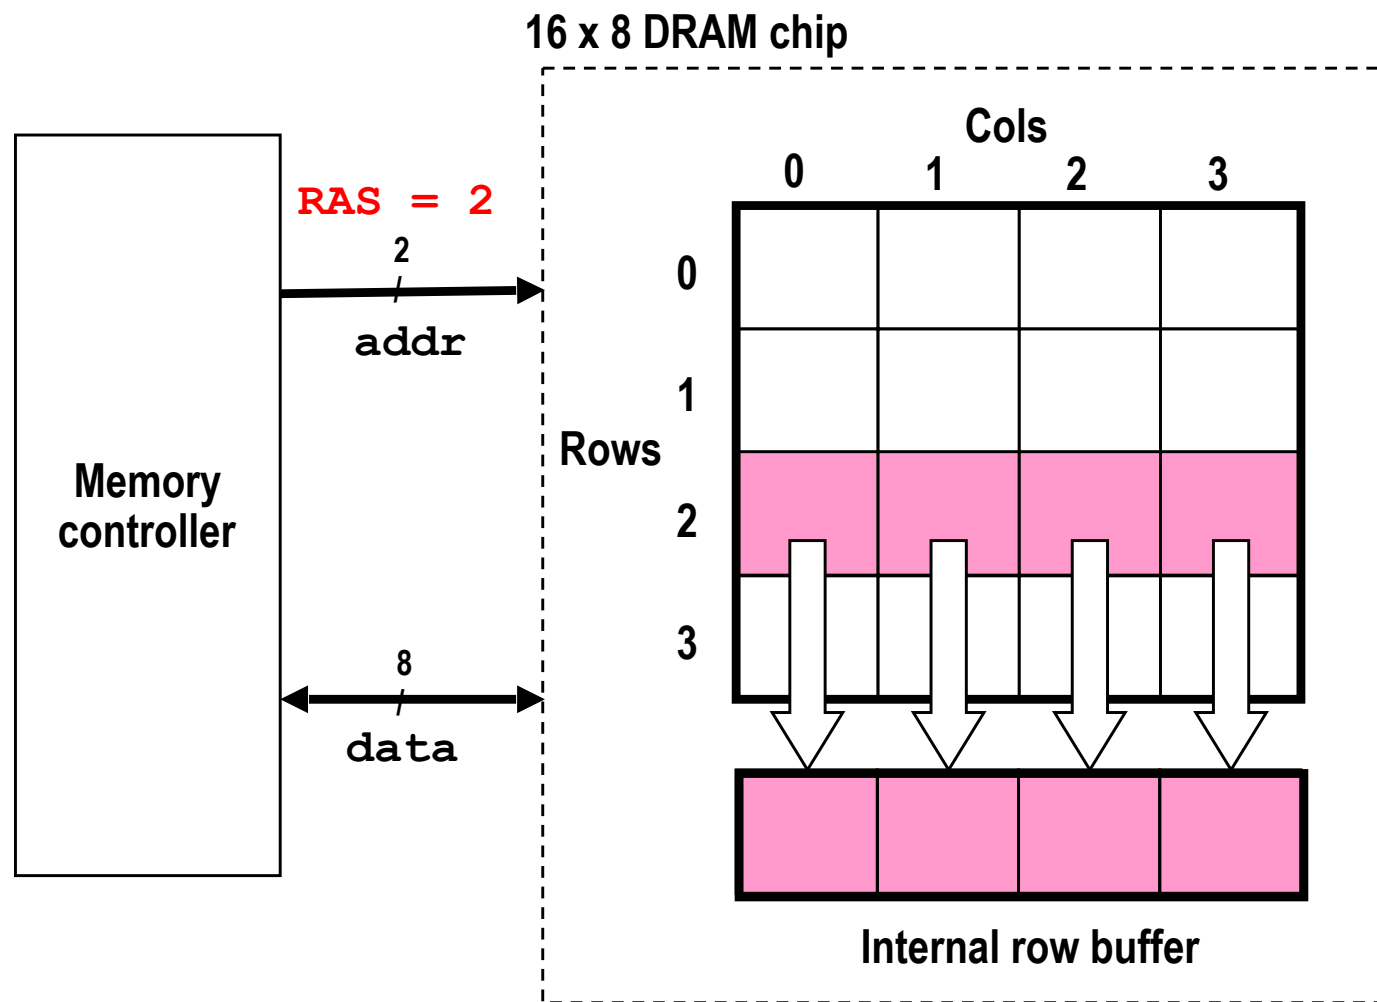 16 x 8 DRAM chip
Cols
0 1 2 3
RAS = 2
2
addr
0
1
Rows
2
3
Memory
controller
8
data
Internal row buffer